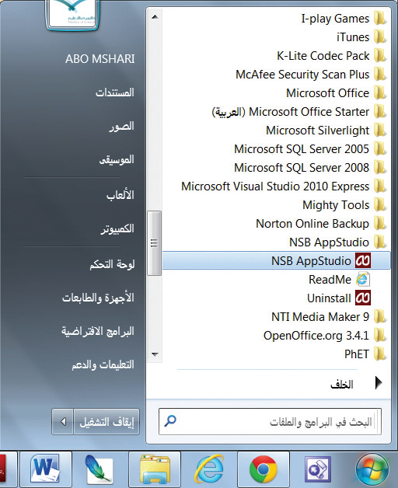 I-play Games
iTunes
K-Lite Codec Pack
McAfee Security Scan Plus
Microsoft Office
Microsoft Office Starter (العربية)
Microsoft Silverlight
Microsoft SQL Server 2005
Microsoft SQL Server 2008
Microsoft Visual Studio 2010 Express
Mighty Tools
Norton Online Backup
NSB AppStudio
NSB AppStudio
ReadMe
Uninstall
NTI Media Maker 9
OpenOffice.org 3.4.1
PhET
الخلف
البحث في البرامج والملفات
ABO MSHARI
المستندات
الصور
الموسيقى
الألعاب
الكمبيوتر
لوحة التحكم
الأجهزة والطابعات
البرامج الافتراضية
التعليمات والدعم
إيقاف التشغيل